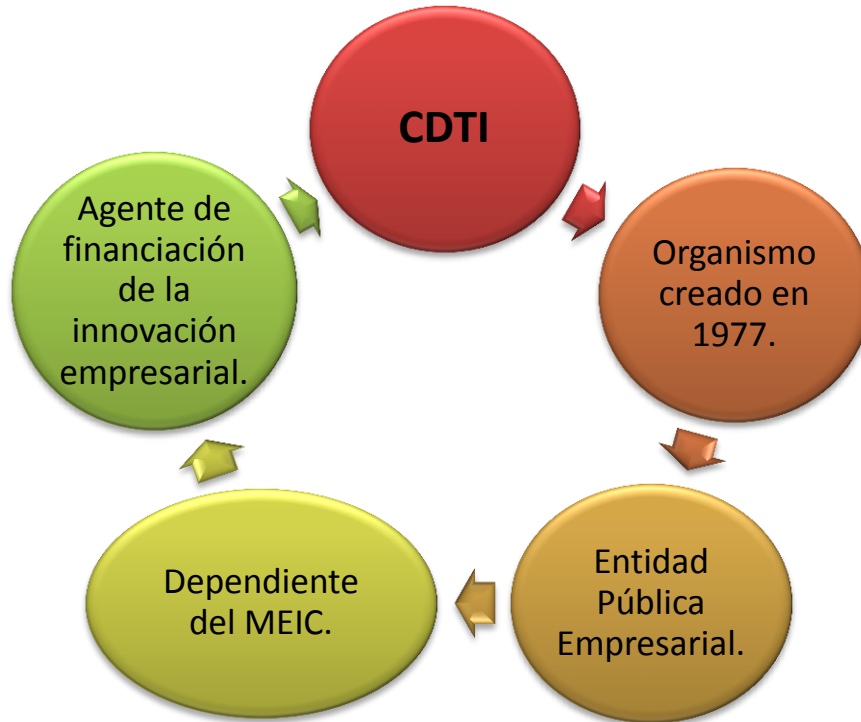 CDTI
Organismo
creado en
1977.
Entidad
Pública
Empresarial.
Dependiente
del MEIC.
Agente de
financiación
de la
innovación
empresarial.